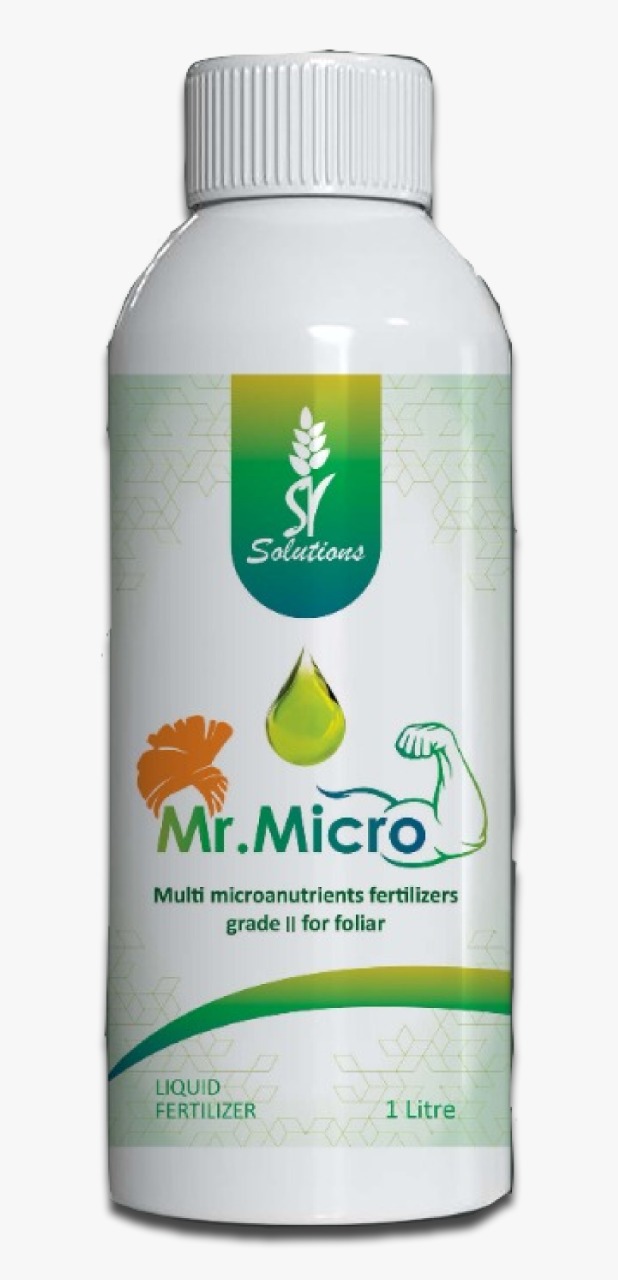 SY
Solutions
Mr.Micro
Multi microanutrients fertilizers
grade II for foliar
LIQUID
FERTILIZER
1 Litre